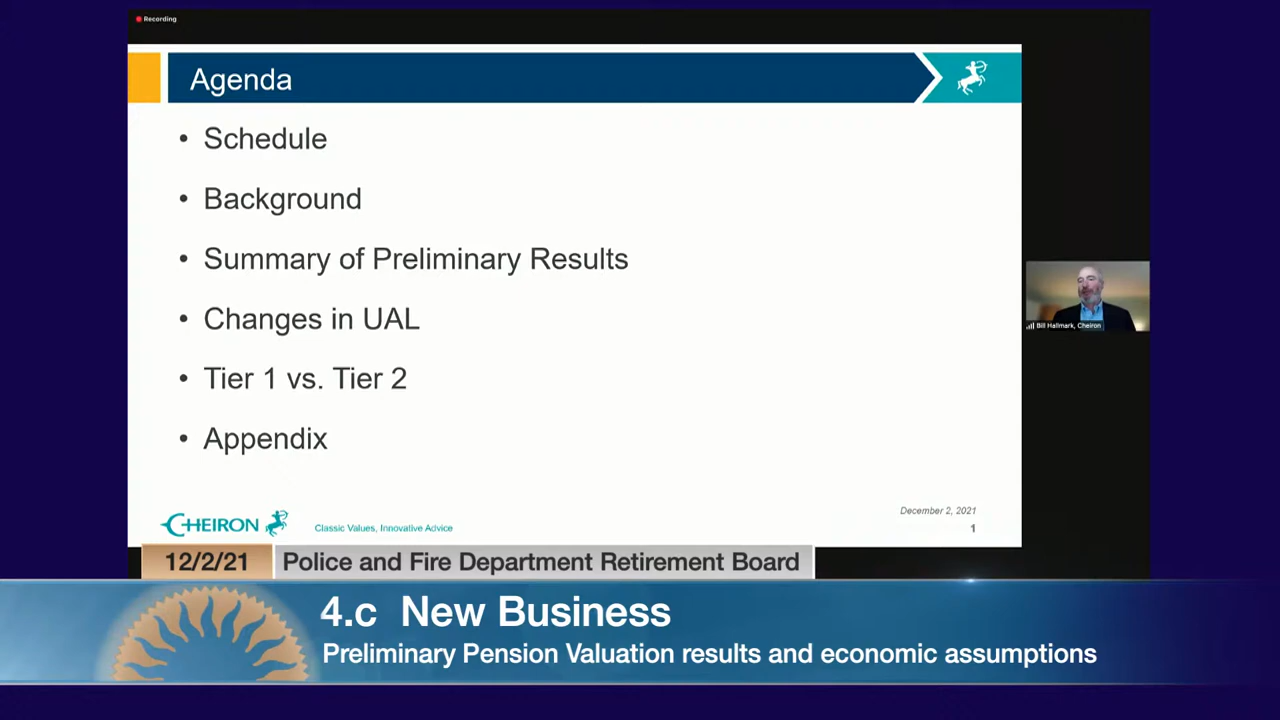 Recording
Agenda
• Schedule
• Background
• Summary of Preliminary Results
• Changes in UAL
• Tier 1 vs. Tier 2
• Appendix
Bill Hallmark, Cheiron
December 2, 2021
CHEIRON
Classic Values, Innovative Advice
1
12/2/21 Police and Fire Department Retirement Board
4.c New Business
Preliminary Pension Valuation results and economic assumptions